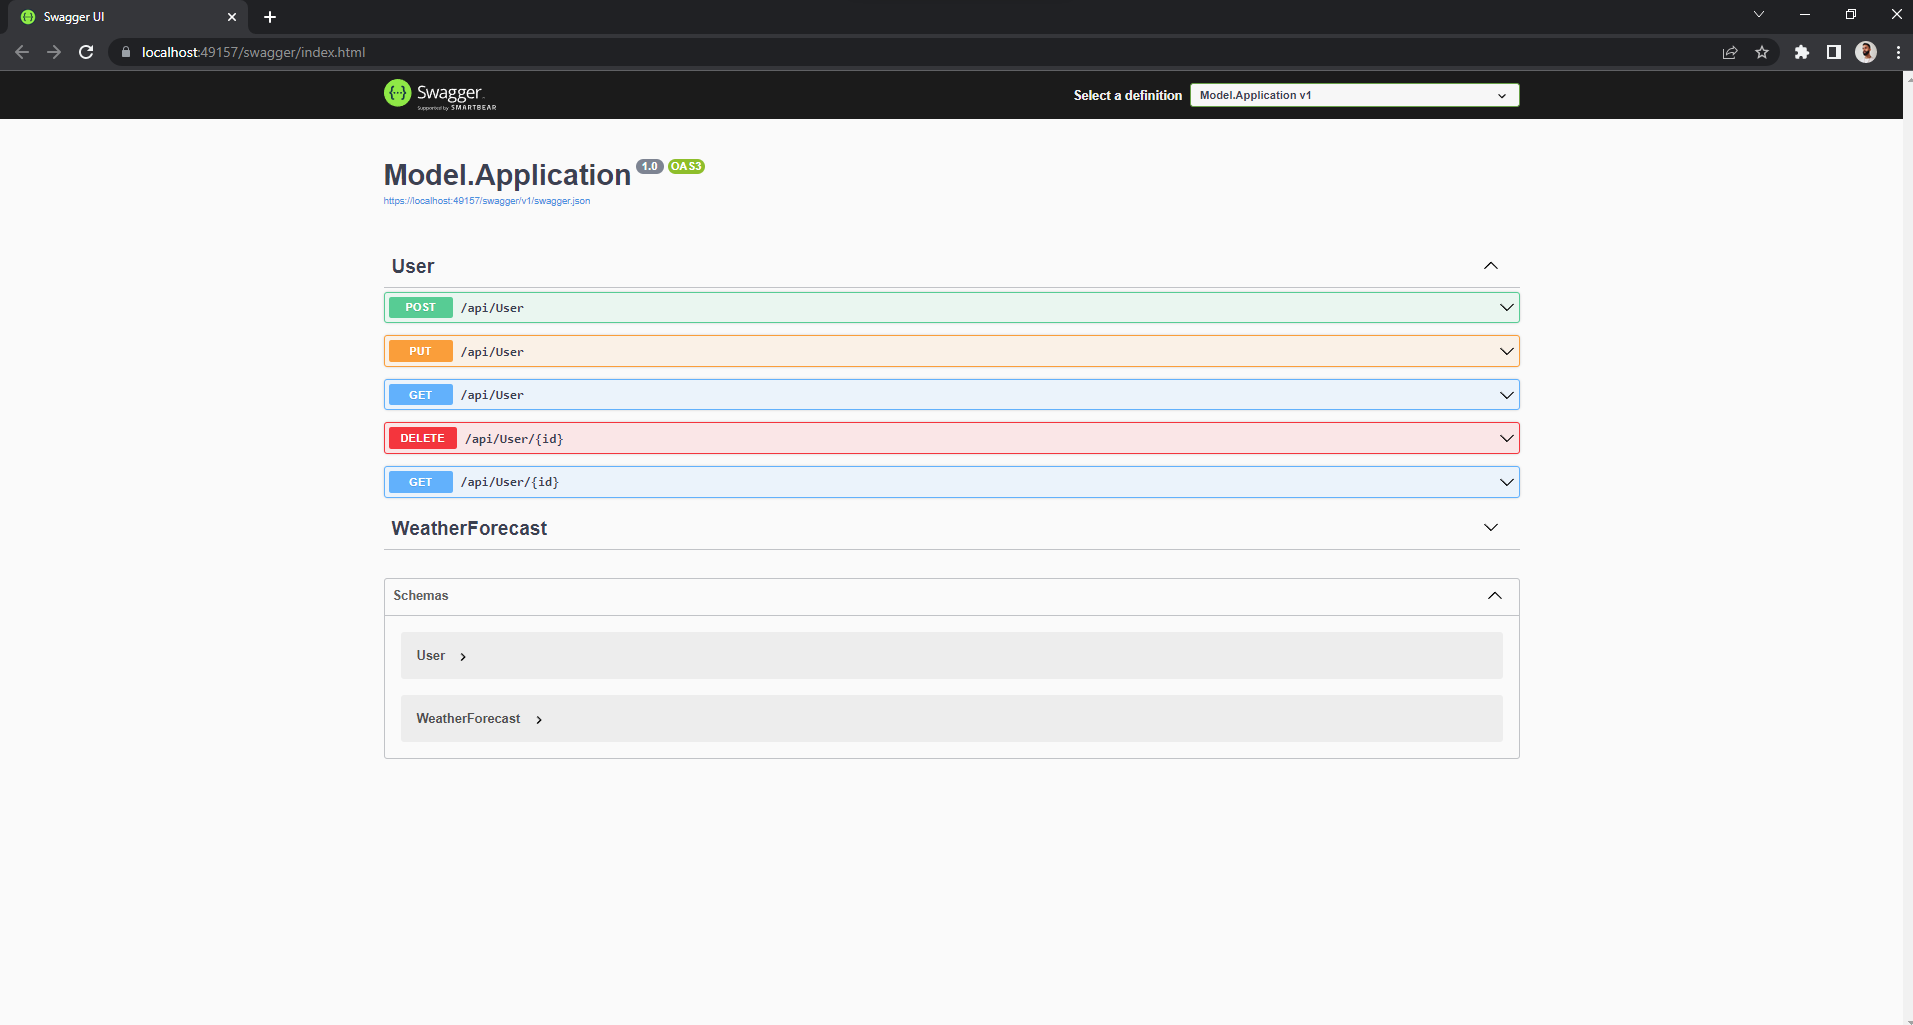 Swagger UI
localhost:49157/swagger/index.html
Swagger
Supported by SMARTBEAR
Select a definition
Model.Application v1
Model.Application 1.0 OAS3
https://localhost:49157/swagger/v1/swagger.json
User
POST /api/User
PUT /api/User
GET /api/User
DELETE /api/User/{id}
GET /api/User/{id}
WeatherForecast
Schemas
User
WeatherForecast